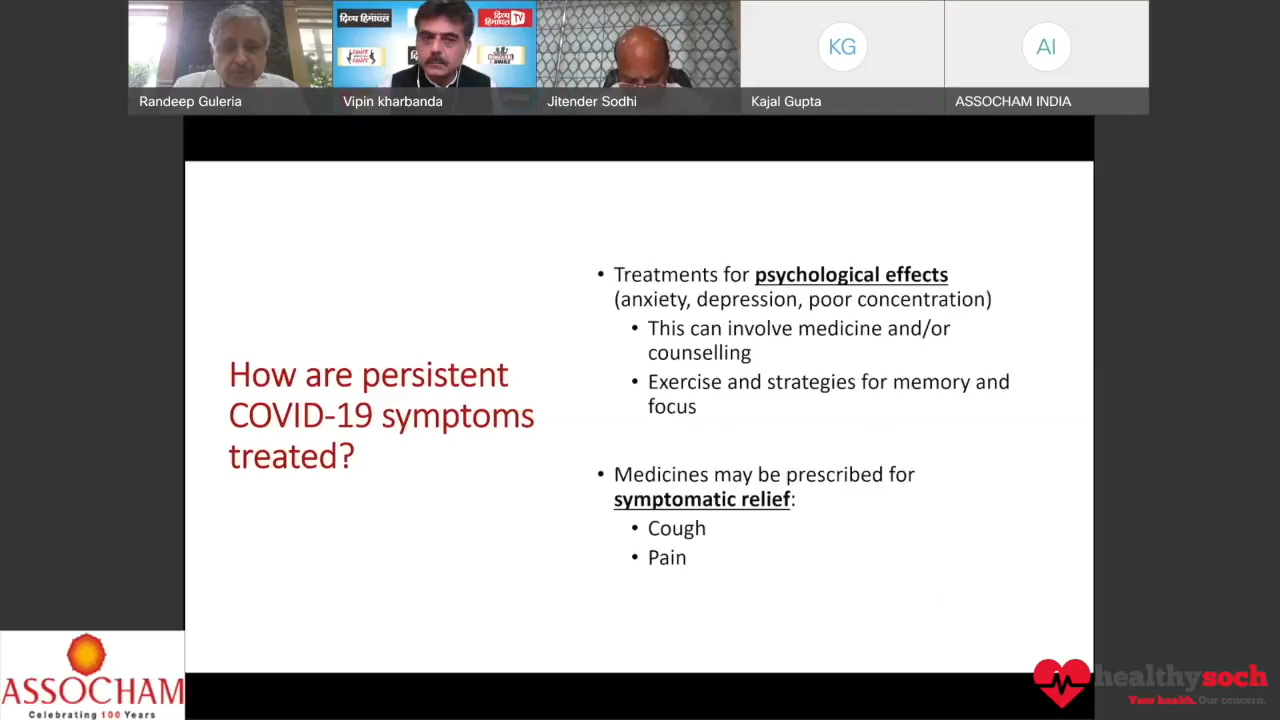 दिव्य हिमाचल
दिव्य हिमाचल
TV
Randeep Guleria
Vipin kharbanda
Jitender Sodhi
KG
Kajal Gupta
AI
ASSOCHAM INDIA
How are persistent
COVID-19 symptoms
treated?
• Treatments for psychological effects
(anxiety, depression, poor concentration)
• This can involve medicine and/or
counselling
• Exercise and strategies for memory and
focus
• Medicines may be prescribed for
symptomatic relief:
• Cough
• Pain
ASSOCHAM
Celebrating 100 Years
healthysoch
Your health. Our concern.